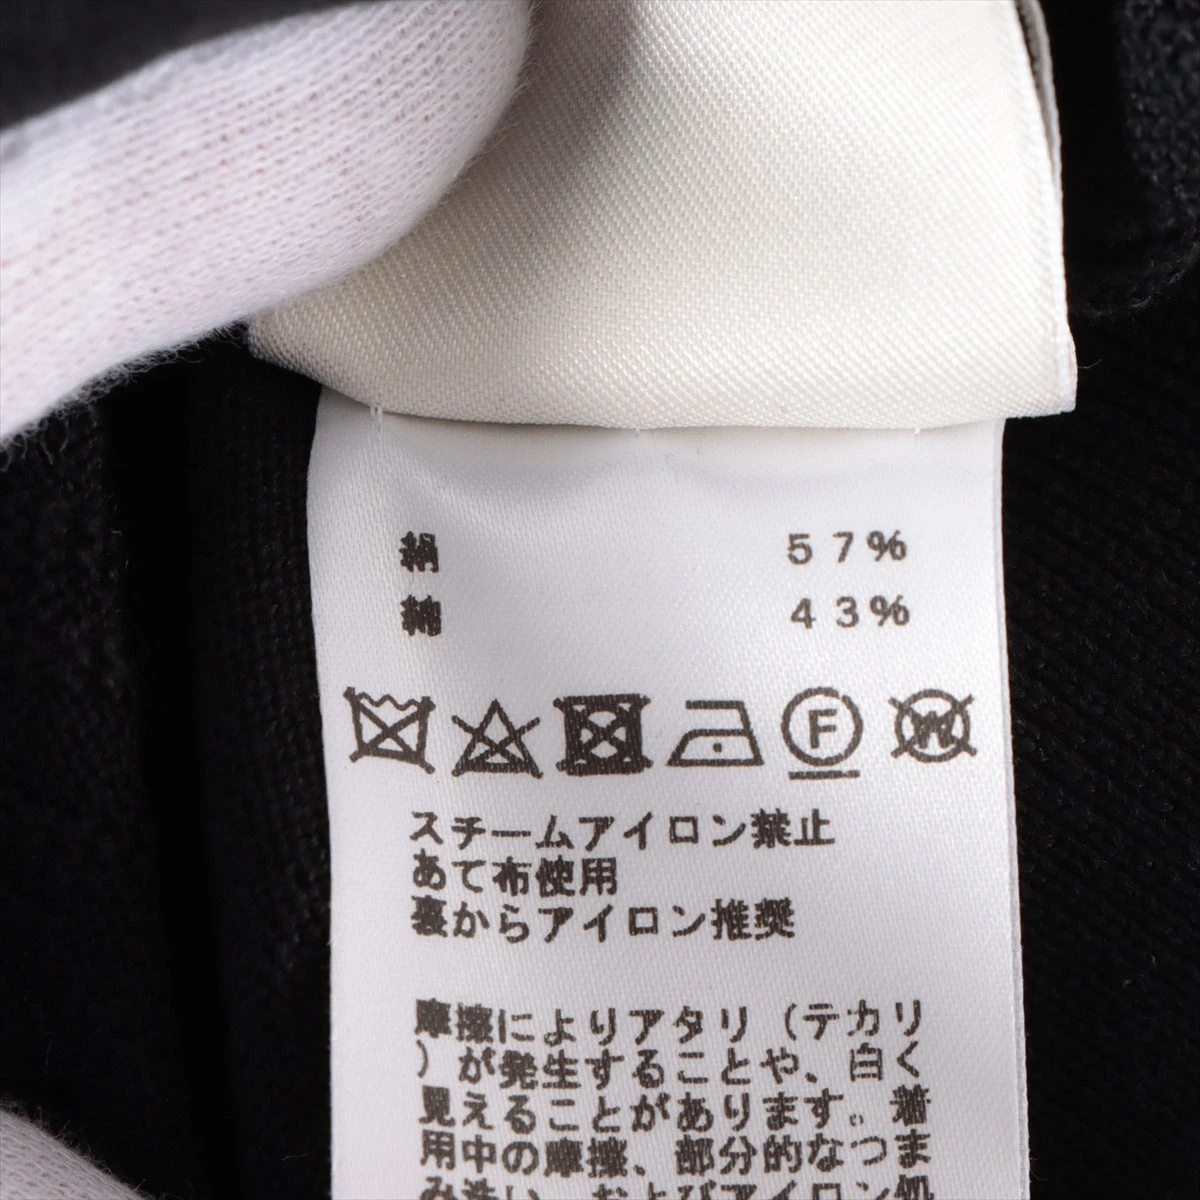 絹 57%
綿 43%
F W
スチームアイロン禁止
あて布使用
裏からアイロン推奨
摩擦によりアタリ（テカリ
）が発生することや、白く
見えることがあります。着
用中の摩擦、部分的なつま
み洗い、およびアイロン処